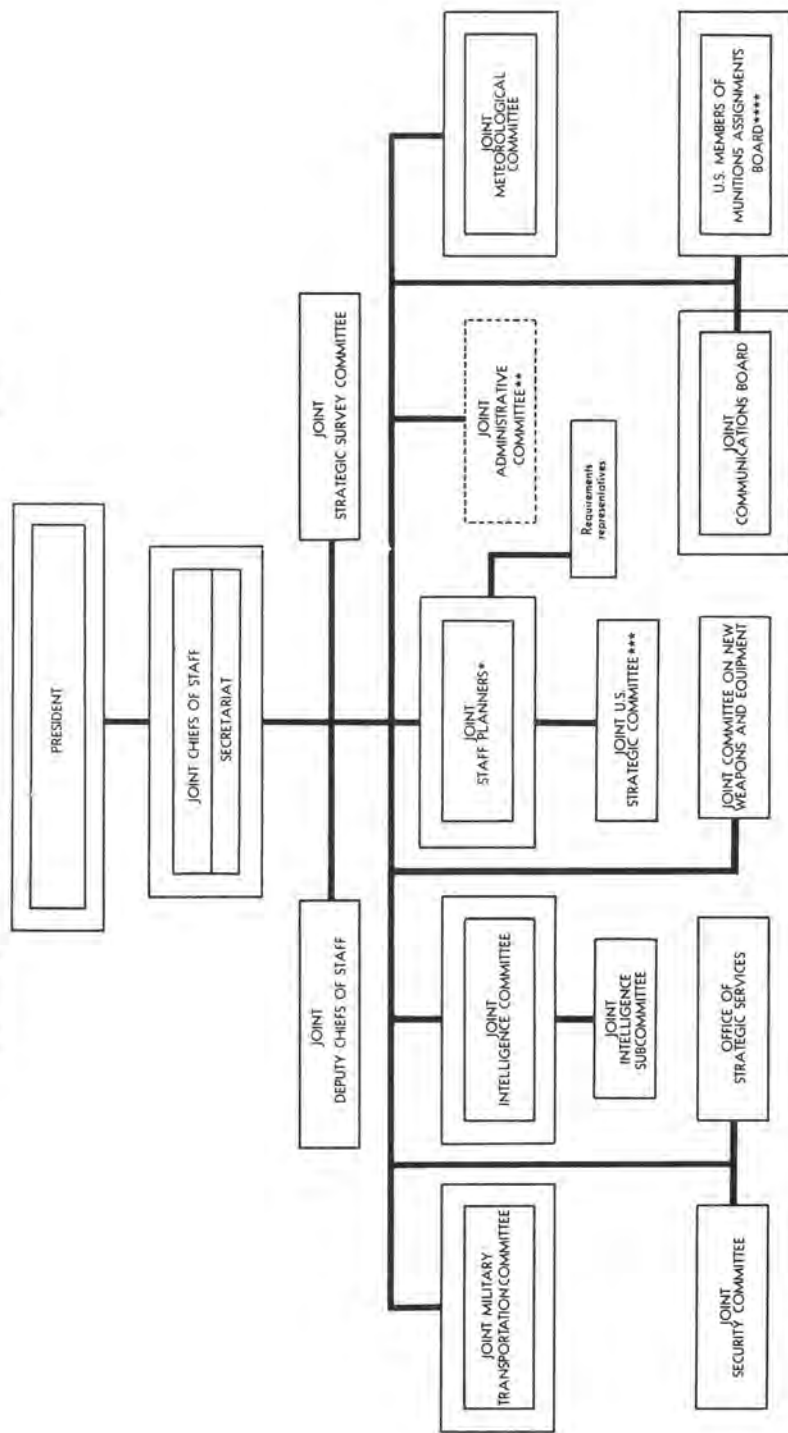 PRESIDENT
JOINT CHIEFS OF STAFF
SECRETARIAT
JOINT
DEPUTY CHIEFS OF STAFF
JOINT
STRATEGIC SURVEY COMMITTEE
JOINT MILITARY
TRANSPORTATION COMMITTEE
JOINT
INTELLIGENCE COMMITTEE
JOINT
STAFF PLANNERS*
JOINT
ADMINISTRATIVE
COMMITTEE**
JOINT
METEOROLOGICAL
COMMITTEE
JOINT
INTELLIGENCE
SUBCOMMITTEE
JOINT U.S.
STRATEGIC COMMITTEE***
Requirements
representatives
JOINT
SECURITY COMMITTEE
OFFICE OF
STRATEGIC SERVICES
JOINT COMMITTEE ON NEW
WEAPONS AND EQUIPMENT
JOINT
COMMUNICATIONS BOARD
U.S. MEMBERS OF
MUNITIONS ASSIGNMENTS
BOARD****